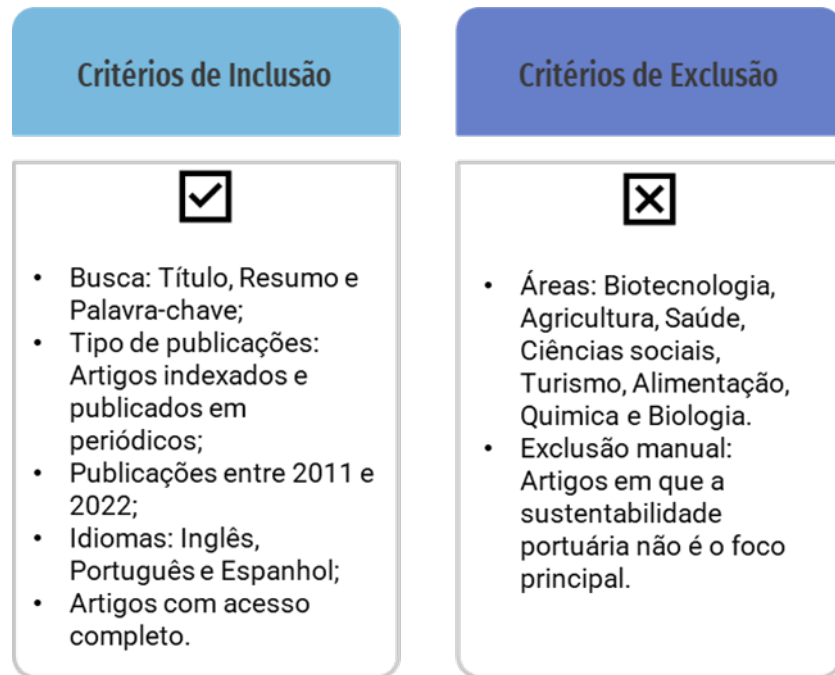 Critérios de Inclusão
• Busca: Título, Resumo e
Palavra-chave;
• Tipo de publicações:
Artigos indexados e
publicados em
periódicos;
• Publicações entre 2011 e
2022;
• Idiomas: Inglês,
Português e Espanhol;
• Artigos com acesso
completo.
Critérios de Exclusão
• Áreas: Biotecnologia,
Agricultura, Saúde,
Ciências sociais,
Turismo, Alimentação,
Quimica e Biologia.
• Exclusão manual:
Artigos em que a
sustentabilidade
portuária não é o foco
principal.